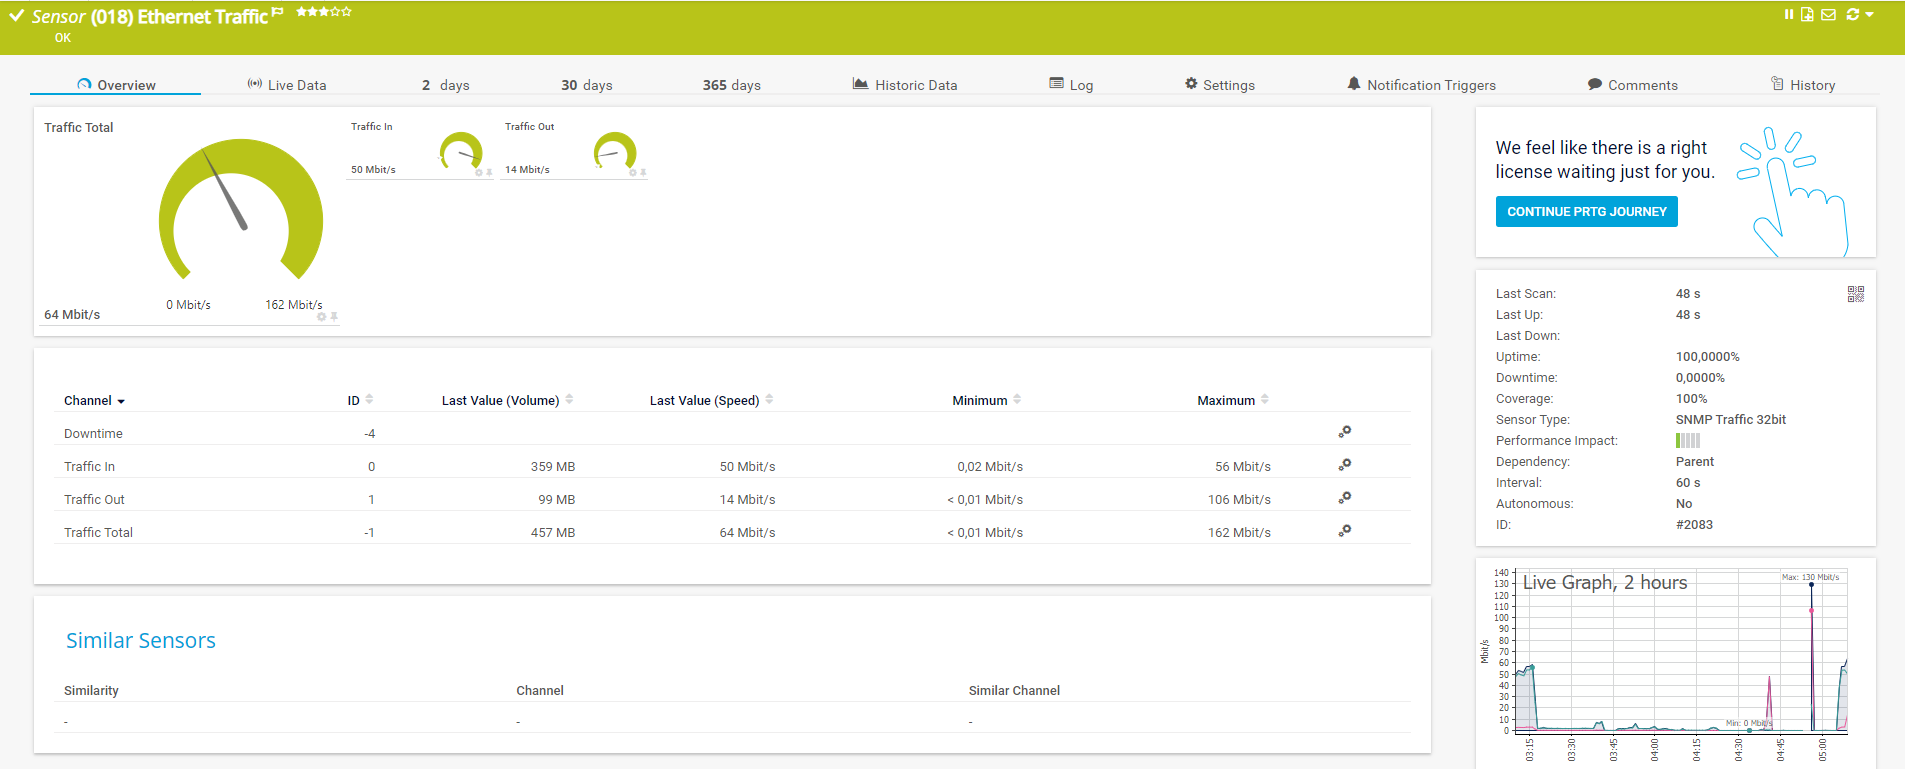 Sensor (018) Ethernet Traffic
OK
Overview
Live Data
2 days
30 days
365 days
Historic Data
Log
Settings
Notification Triggers
Comments
History
Traffic Total
0 Mbit/s
162 Mbit/s
64 Mbit/s
Traffic In
50 Mbit/s
Traffic Out
14 Mbit/s
We feel like there is a right
license waiting just for you.
CONTINUE PRTG JOURNEY
Last Scan: 48 s
Last Up: 48 s
Last Down:
Uptime: 100,0000%
Downtime: 0,0000%
Coverage: 100%
Sensor Type: SNMP Traffic 32bit
Performance Impact:
Dependency: Parent
Interval: 60 s
Autonomous: No
ID: #2083
Channel ID Last Value (Volume) Last Value (Speed) Minimum Maximum
Downtime -4
Traffic In 0 359 MB 50 Mbit/s 0,02 Mbit/s 56 Mbit/s
Traffic Out 1 99 MB 14 Mbit/s < 0,01 Mbit/s 106 Mbit/s
Traffic Total -1 457 MB 64 Mbit/s < 0,01 Mbit/s 162 Mbit/s
Similar Sensors
Similarity Channel Similar Channel
- - -
Live Graph, 2 hours
Max: 130 Mbit/s
Min: 0 Mbit/s
Mbit/s
140
130
120
110
100
90
80
70
60
50
40
30
20
10
0
03:15
03:30
03:45
04:00
04:15
04:30
04:45
05:00